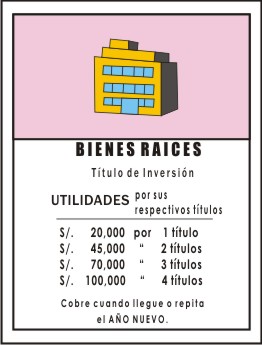 BIENES RAICES
Título de Inversión
UTILIDADES por sus
respectivos títulos
S/. 20,000 por 1 título
S/. 45,000 “ 2 títulos
S/. 70,000 “ 3 títulos
S/. 100,000 “ 4 títulos
Cobre cuando llegue o repita
el AÑO NUEVO.